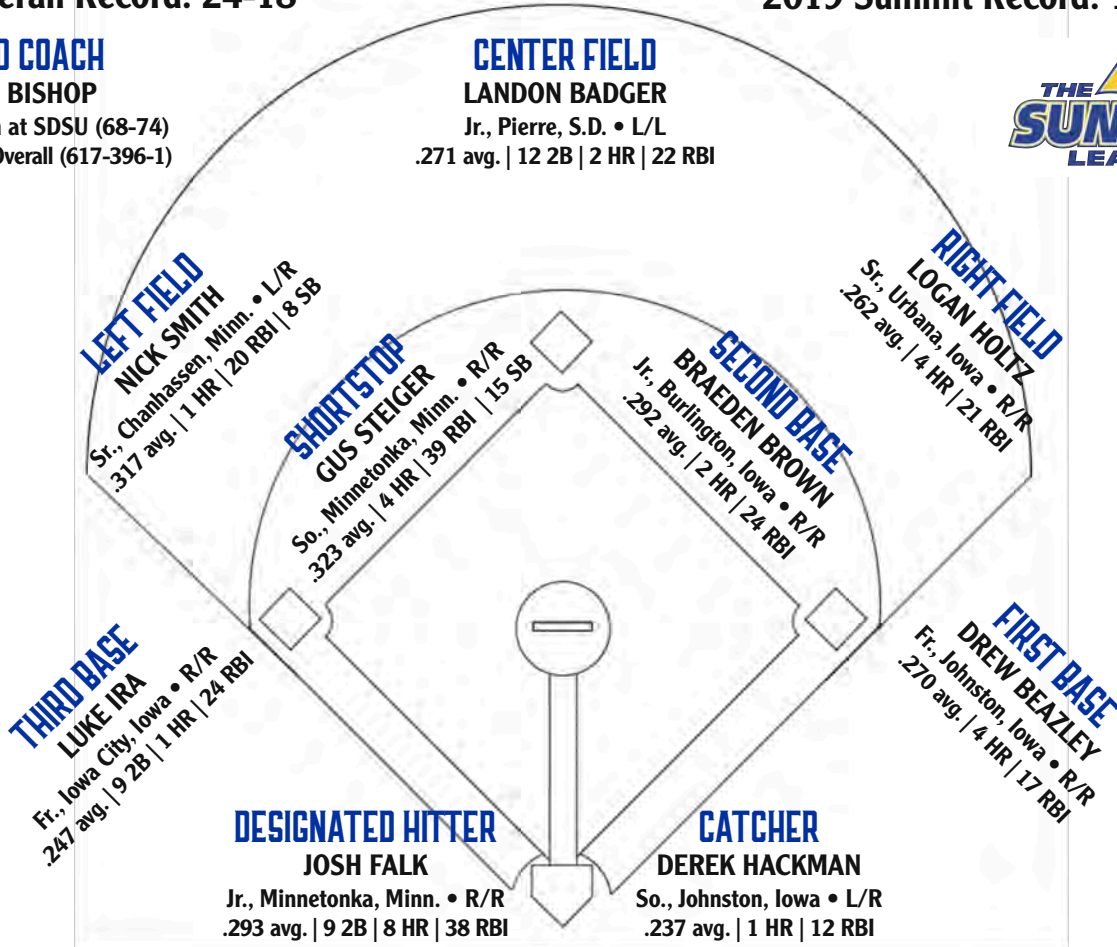 Record: 24-18
2019 Summit Record:
COACH
BISHOP
at SDSU (68-74)
Overall (617-396-1)
CENTER FIELD
LANDON BADGER
Jr., Pierre, S.D. • L/L
.271 avg. | 12 2B | 2 HR | 22 RBI
THE
LEFT FIELD
NICK SMITH
Sr., Chanhassen, Minn. • L/R
.317 avg. | 1 HR | 20 RBI | 8 SB
SHORTSTOP
GUS STEIGER
So., Minnetonka, Minn. • R/R
.323 avg. | 4 HR | 39 RBI | 15 SB
SECOND BASE
BRAEDEN BROWN
Jr., Burlington, Iowa • R/R
.292 avg. | 2 HR | 24 RBI
RIGHT FIELD
LOGAN HOLTZ
Sr., Urbana, Iowa • R/R
.262 avg. | 4 HR | 21 RBI
THIRD BASE
LUKE IRA
Fr., Iowa City, Iowa • R/R
.247 avg. | 9 2B | 1 HR | 24 RBI
FIRST BASE
DREW BEAZLEY
Fr., Johnston, Iowa • R/R
.270 avg. | 4 HR | 17 RBI
DESIGNATED HITTER
JOSH FALK
Jr., Minnetonka, Minn. • R/R
.293 avg. | 9 2B | 8 HR | 38 RBI
CATCHER
DEREK HACKMAN
So., Johnston, Iowa • L/R
.237 avg. | 1 HR | 12 RBI